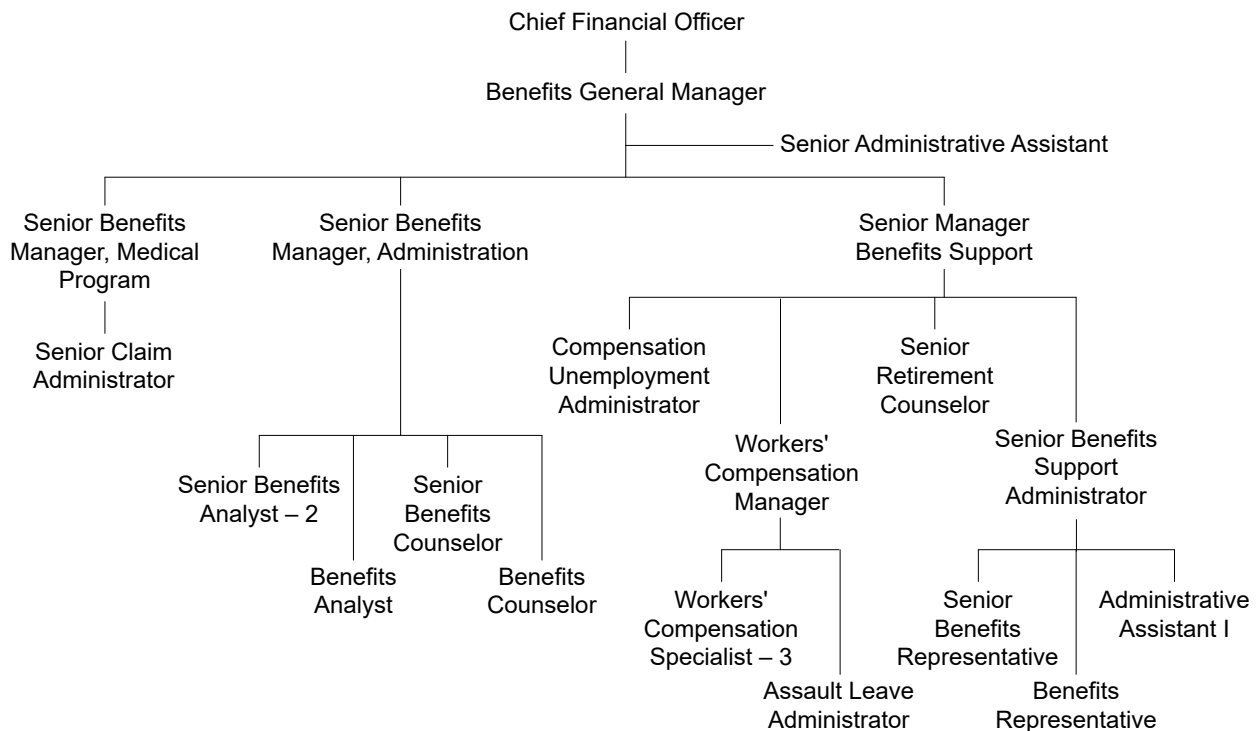 Chief Financial Officer
Benefits General Manager
Senior Administrative Assistant
Senior Benefits
Manager, Medical
Program
Senior Benefits
Manager, Administration
Senior Manager
Benefits Support
Senior Claim
Administrator
Compensation
Unemployment
Administrator
Senior
Retirement
Counselor
Workers'
Compensation
Manager
Senior Benefits
Support
Administrator
Senior Benefits
Analyst – 2
Senior
Benefits
Counselor
Benefits
Analyst
Benefits
Counselor
Workers'
Compensation
Specialist – 3
Assault Leave
Administrator
Senior
Benefits
Representative
Benefits
Representative
Administrative
Assistant I